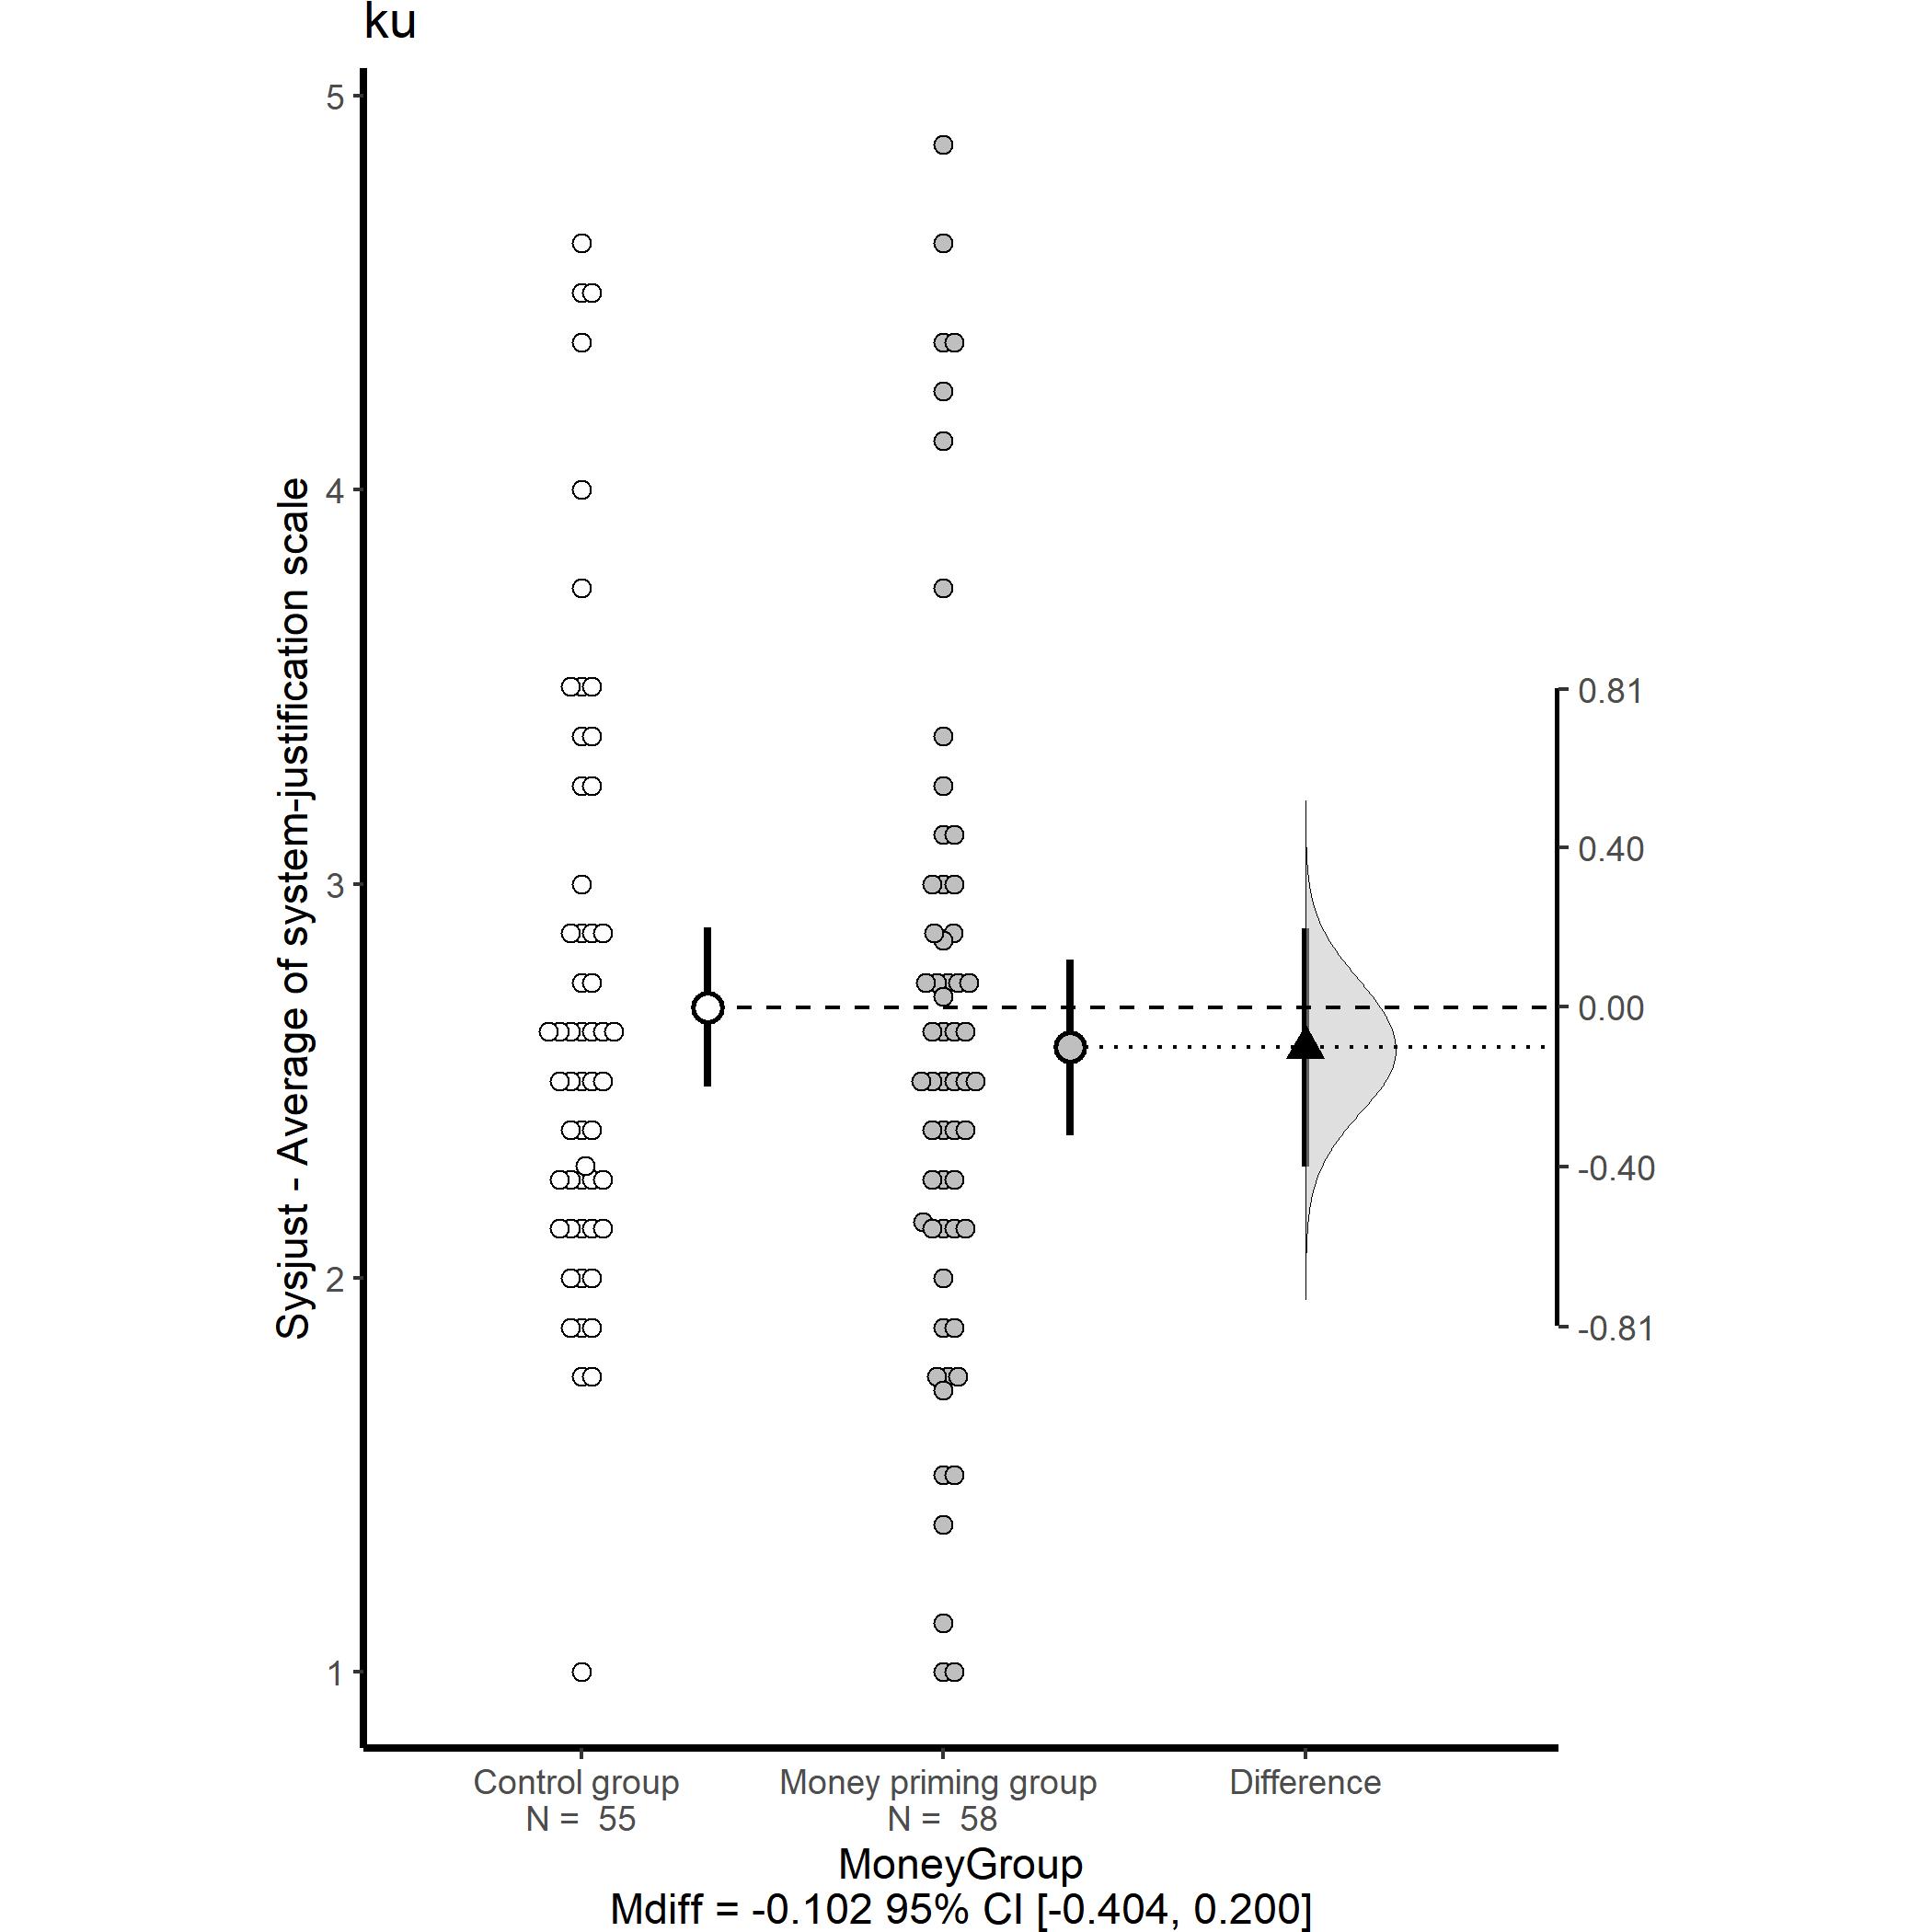 ku
Sysjust - Average of system-justification scale
5
4
3
2
1
0.81
0.40
0.00
-0.40
-0.81
Control group
N =  55
Money priming group
N =  58
Difference
MoneyGroup
Mdiff = -0.102 95% CI [-0.404, 0.200]